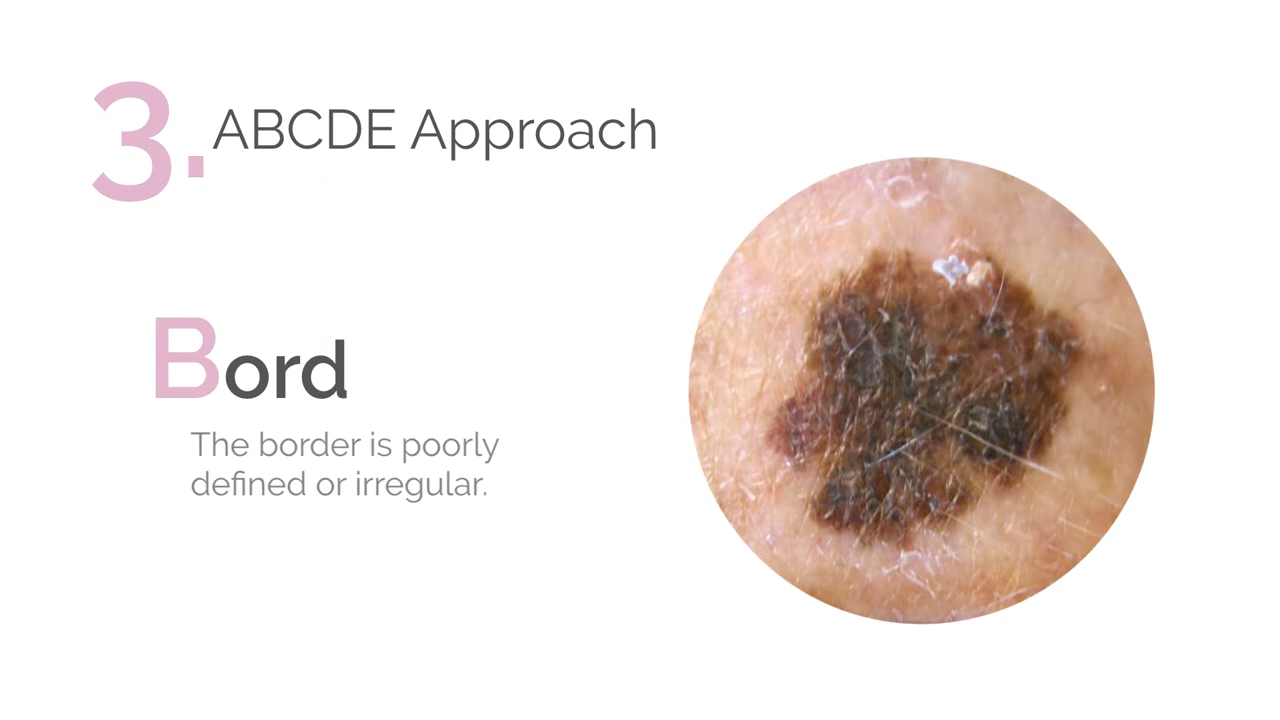 3. ABCDE Approach
Bord
The border is poorly
defined or irregular.